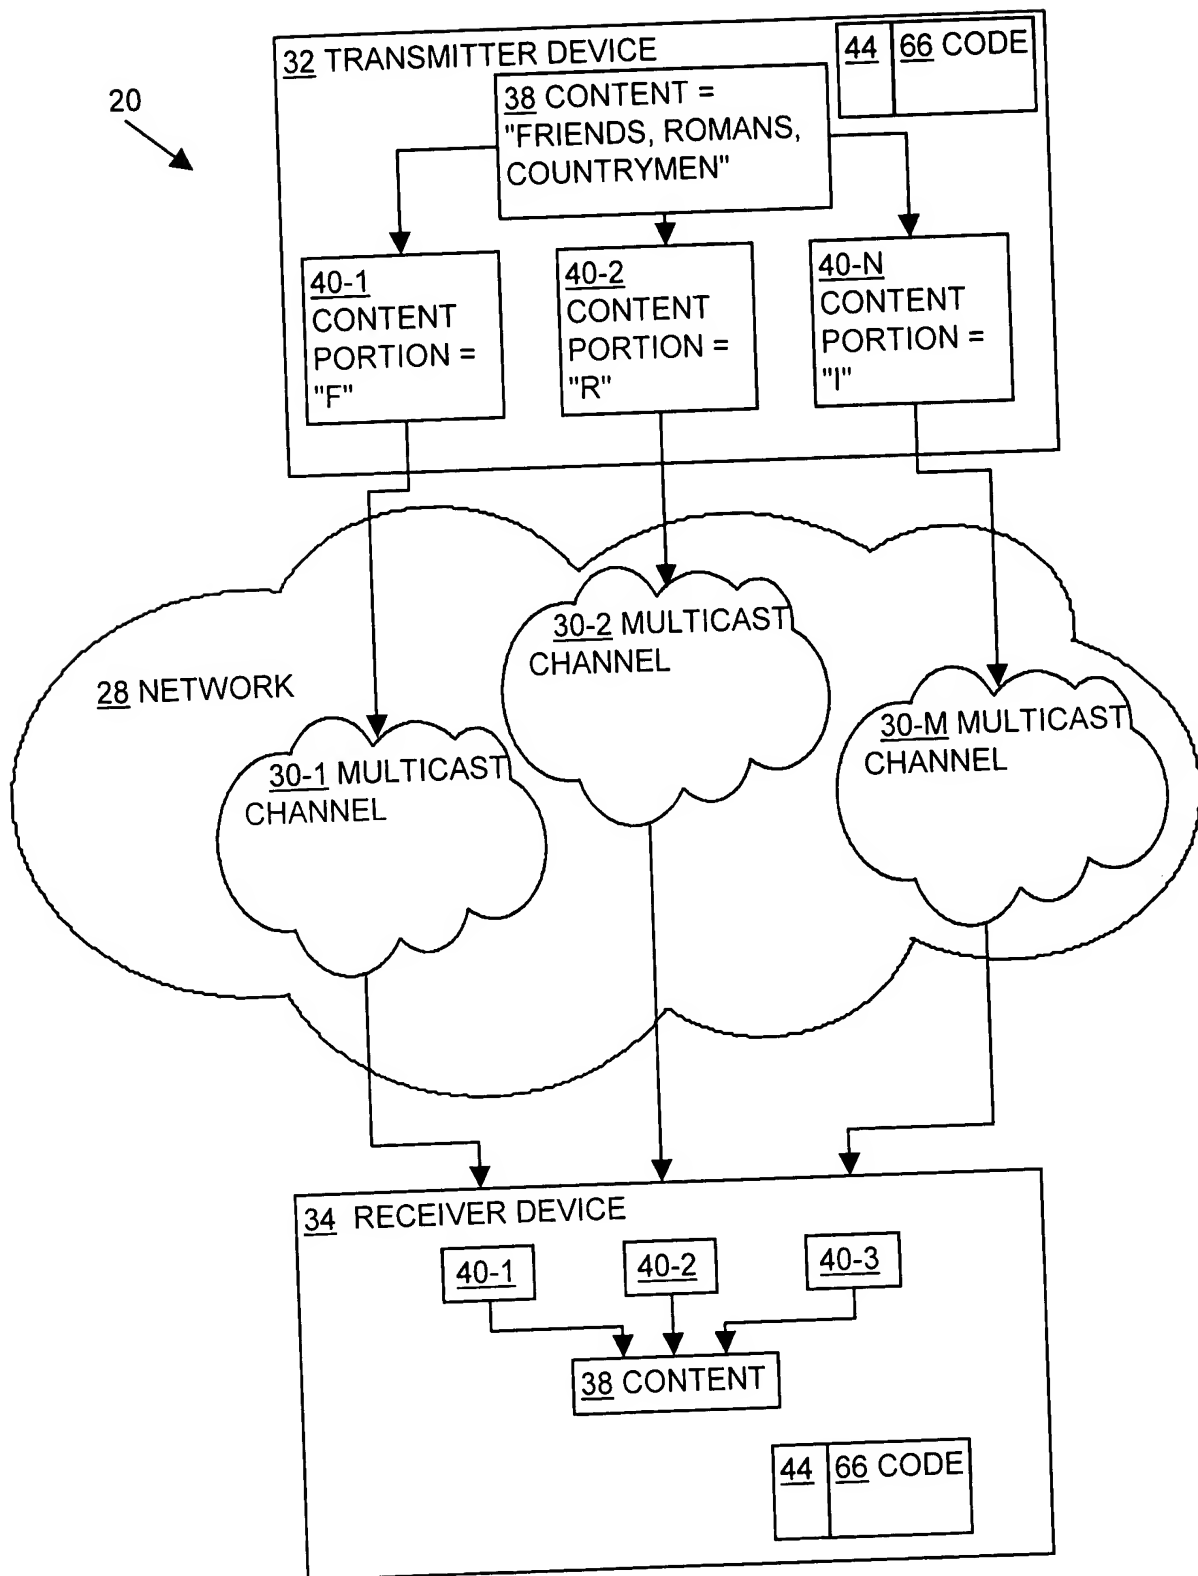 20
32 TRANSMITTER DEVICE
44
66 CODE
38 CONTENT =
"FRIENDS, ROMANS,
COUNTRYMEN"
40-1
CONTENT
PORTION =
"F"
40-2
CONTENT
PORTION =
"R"
40-N
CONTENT
PORTION =
"I"
28 NETWORK
30-1 MULTICAST
CHANNEL
30-2 MULTICAST
CHANNEL
30-M MULTICAST
CHANNEL
34 RECEIVER DEVICE
40-1
40-2
40-3
38 CONTENT
44
66 CODE